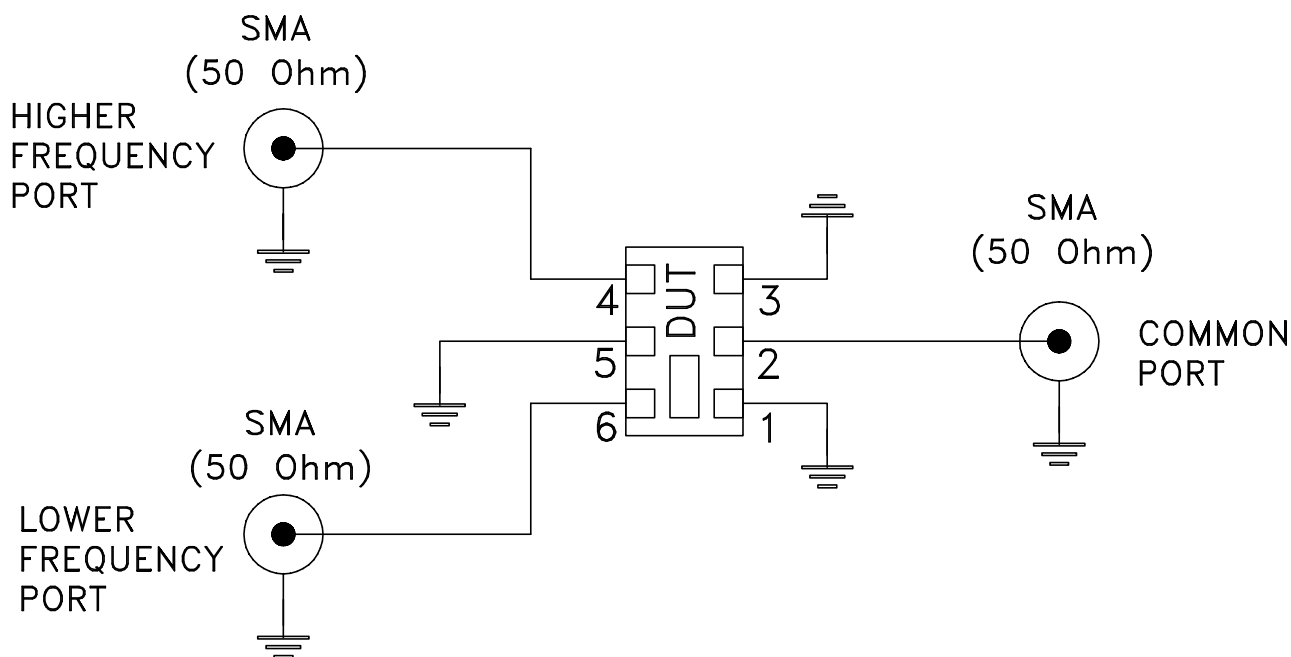 SMA
(50 Ohm)
HIGHER
FREQUENCY
PORT
SMA
(50 Ohm)
COMMON
PORT
DUT
4
3
5
2
6
1
SMA
(50 Ohm)
LOWER
FREQUENCY
PORT